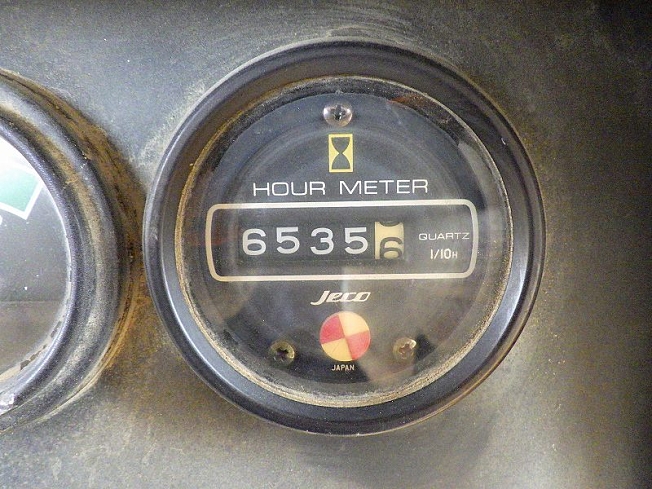 HOUR METER
65356
QUARTZ
1/10H
Jeco
JAPAN